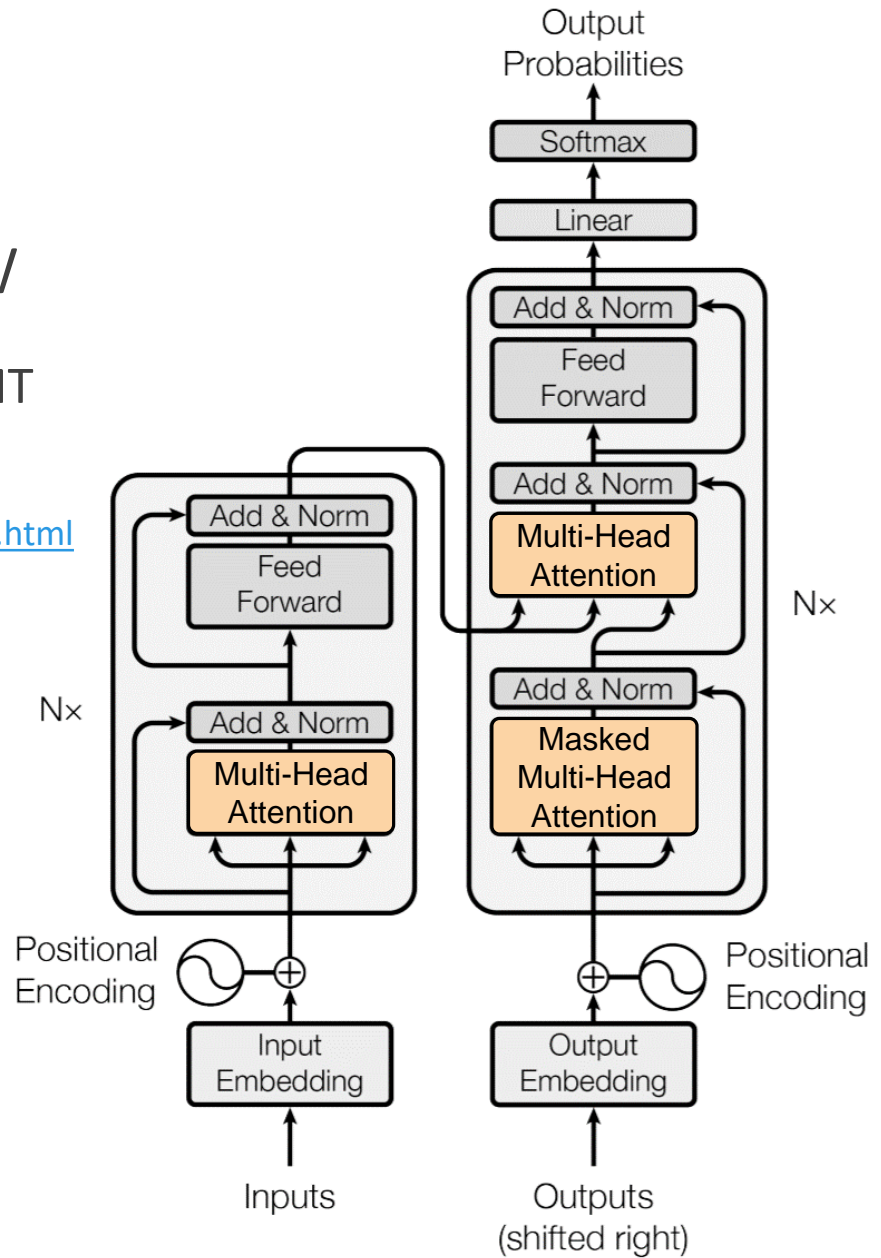 Output
Probabilities
Softmax
Linear
Add & Norm
Feed
Forward
Add & Norm
Multi-Head
Attention
Nx
Add & Norm
Masked
Multi-Head
Attention
Positional
Encoding
Output
Embedding
Outputs
(shifted right)
.html
Add & Norm
Feed
Forward
Nx
Add & Norm
Multi-Head
Attention
Positional
Encoding
Input
Embedding
Inputs